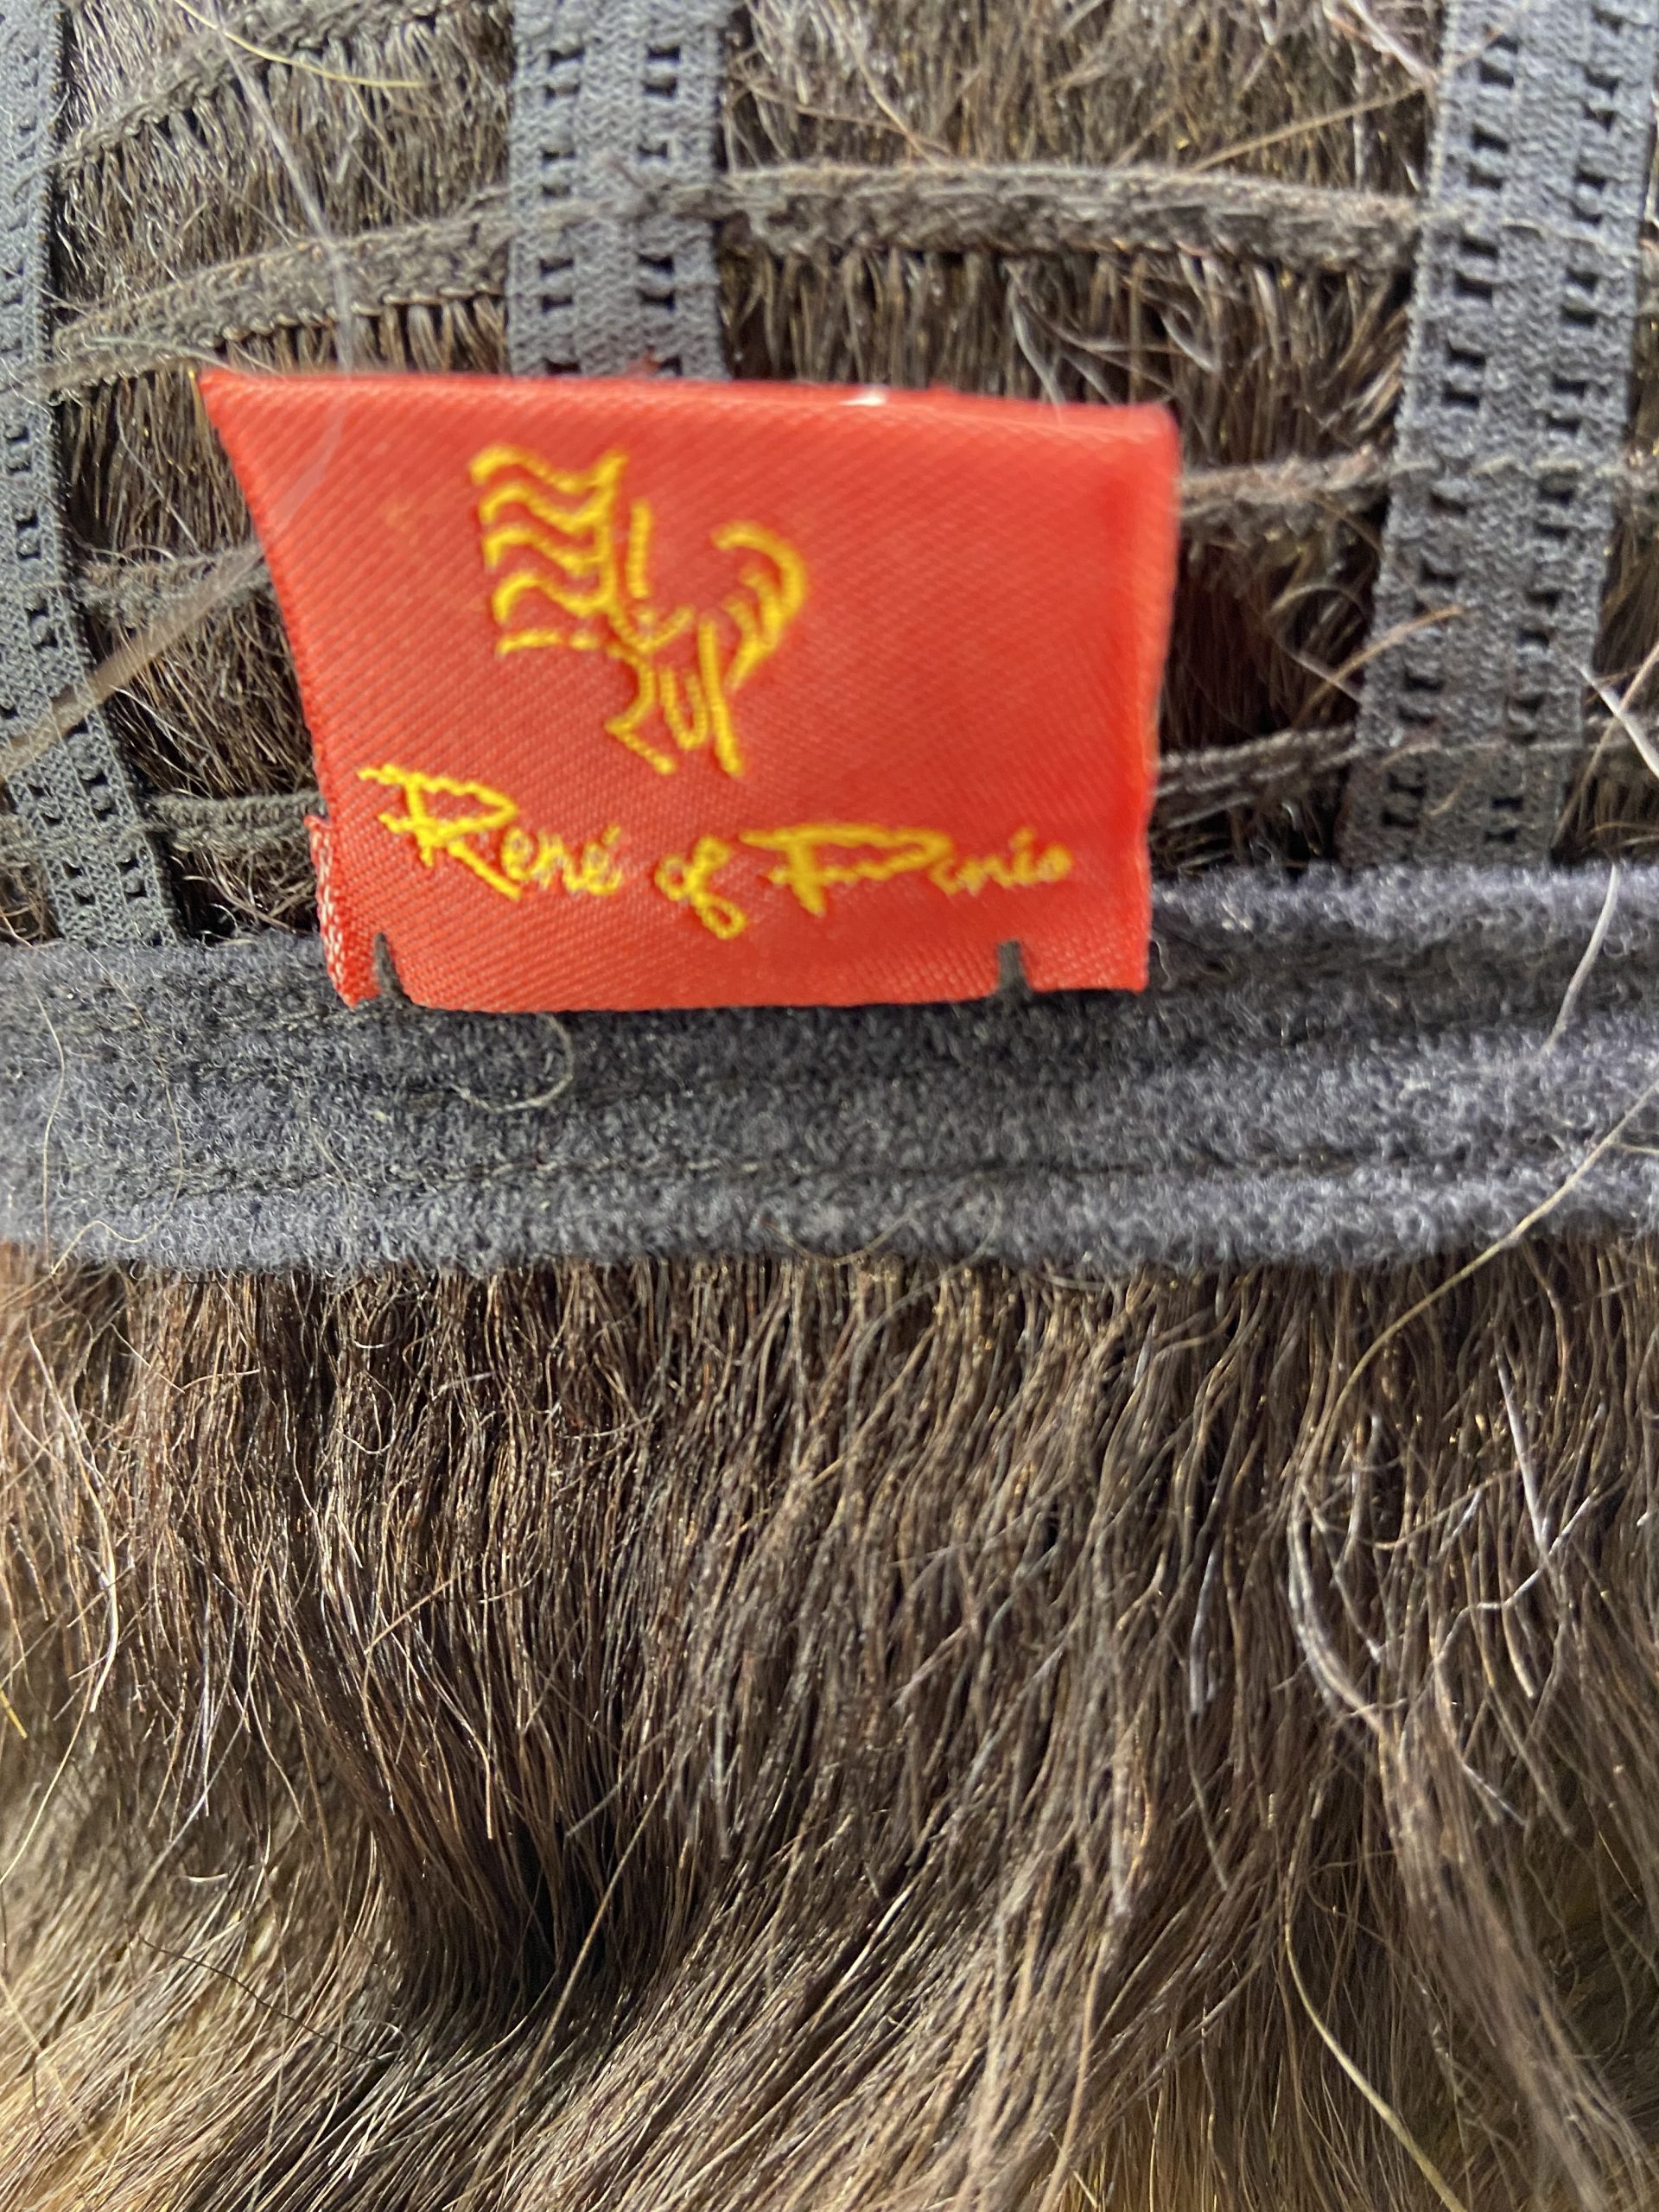 René of Paris